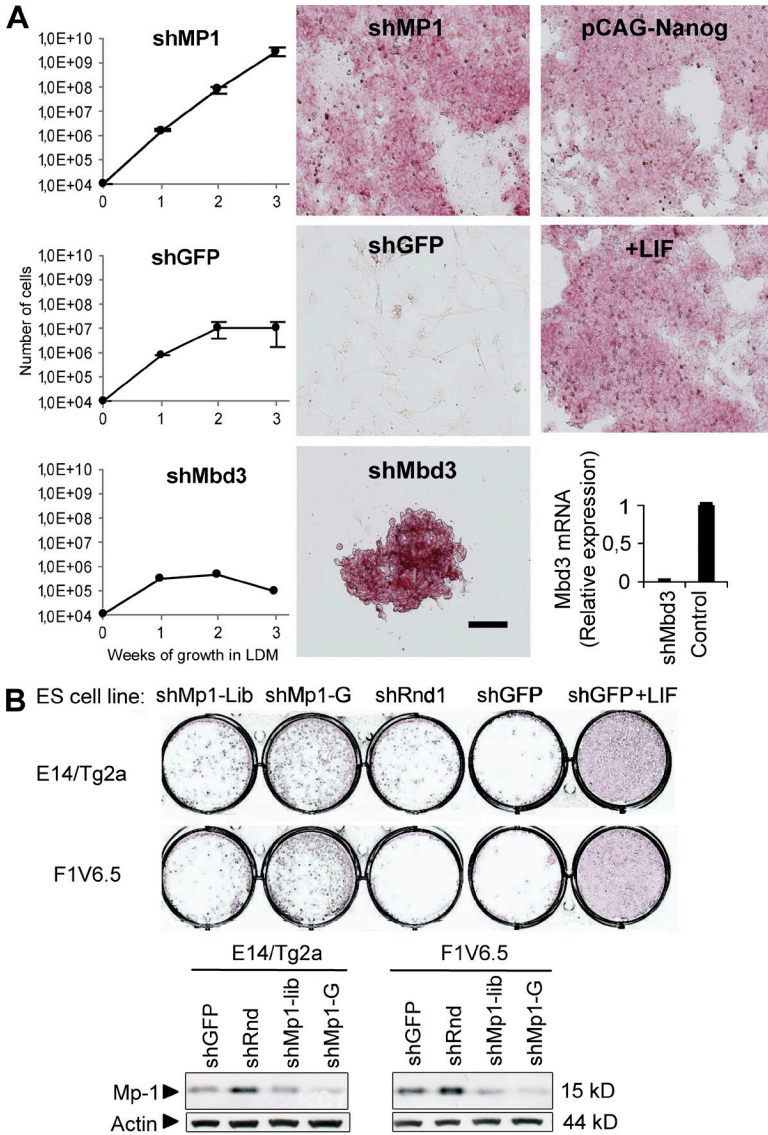 A
shMP1
1,0E+10
1,0E+09
1,0E+08
1,0E+07
1,0E+06
1,0E+05
1,0E+04
0 1 2 3
shMP1
pCAG-Nanog
Number of cells
shGFP
1,0E+10
1,0E+09
1,0E+08
1,0E+07
1,0E+06
1,0E+05
1,0E+04
0 1 2 3
shGFP
+LIF
shMbd3
1,0E+10
1,0E+09
1,0E+08
1,0E+07
1,0E+06
1,0E+05
1,0E+04
0 1 2 3
Weeks of growth in LDM
shMbd3
Mbd3 mRNA
(Relative expression)
1
0,5
0
shMbd3
Control
B
ES cell line: shMp1-Lib shMp1-G shRnd1 shGFP shGFP+LIF
E14/Tg2a
F1V6.5
E14/Tg2a
F1V6.5
shGFP
shRnd
shMp1-lib
shMp1-G
shGFP
shRnd
shMp1-lib
shMp1-G
Mp-1
15 kD
Actin
44 kD